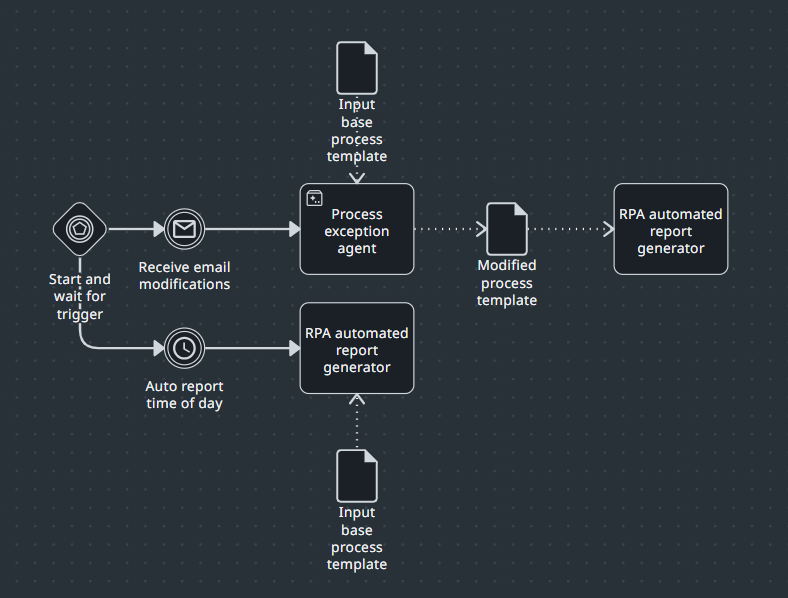 Input
base
process
template
Process
exception
agent
RPA automated
report
generator
Start and
wait for
trigger
Receive email
modifications
Modified
process
template
RPA automated
report
generator
Auto report
time of day
Input
base
process
template